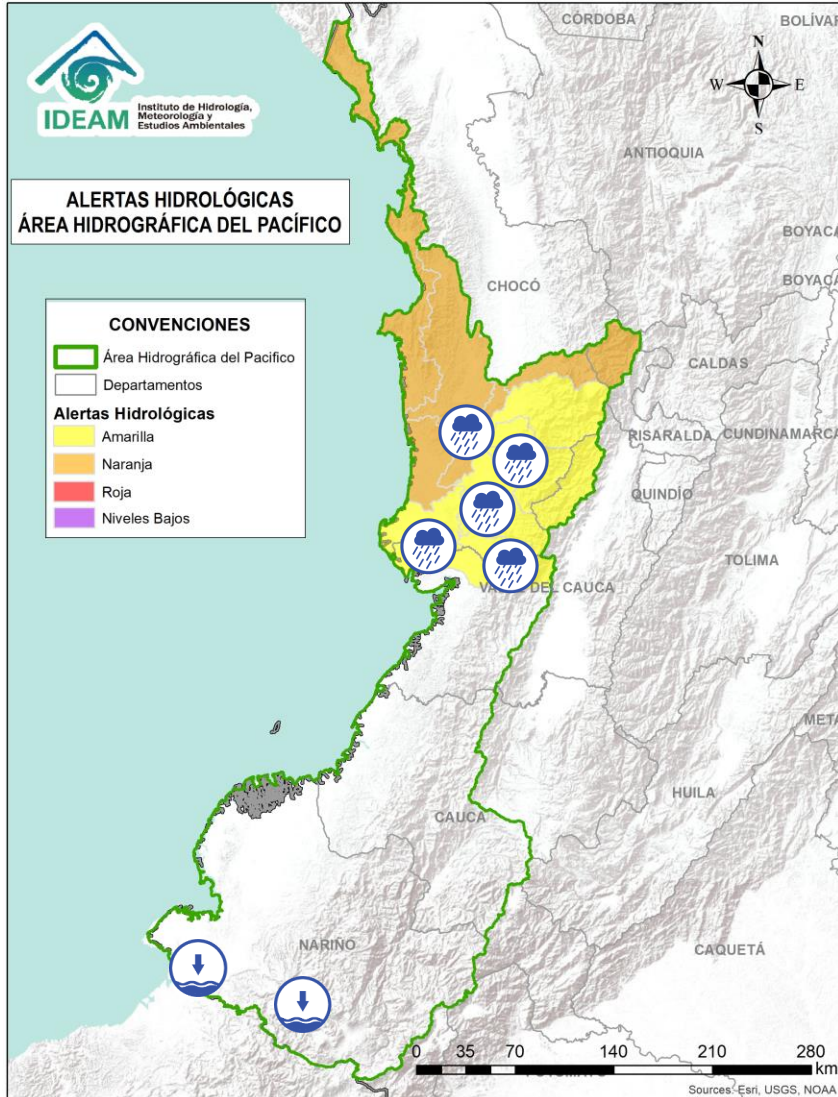 CÓRDOBA
BOLÍVAR
N
W
E
S
IDEAM
Instituto de Hidrología,
Meteorología y
Estudios Ambientales
ANTIOQUIA
ALERTAS HIDROLÓGICAS
ÁREA HIDROGRÁFICA DEL PACÍFICO
BOYACÁ
BOYACÁ
CHOCÓ
CONVENCIONES
Área Hidrográfica del Pacifico
Departamentos
Alertas Hidrológicas
Amarilla
Naranja
Roja
Niveles Bajos
CALDAS
RISARALDA
CUNDINAMARCA
QUINDÍO
TOLIMA
VALLE DEL CAUCA
META
HUILA
CAUCA
NARIÑO
CAQUETÁ
0 35 70 140 210 280
km
Sources: Esri, USGS, NOAA